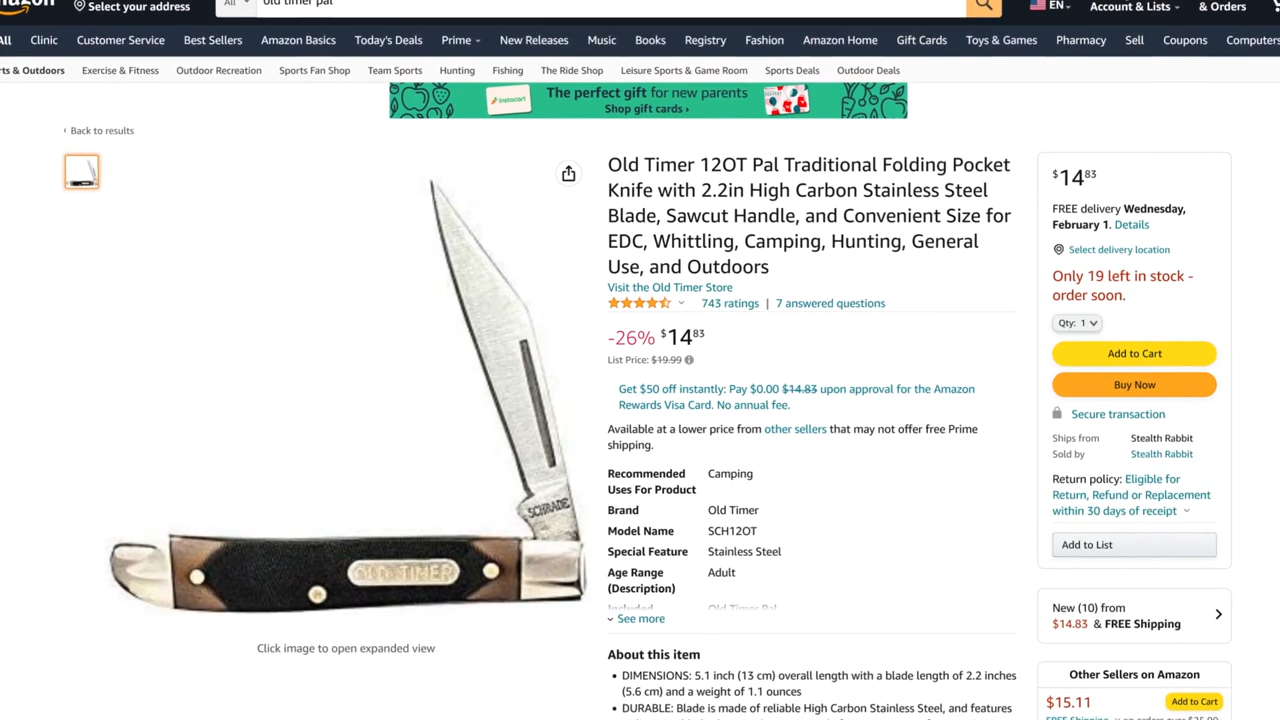 Select your address
All
old timer pal
EN
Account & Lists
& Orders
All
Clinic
Customer Service
Best Sellers
Amazon Basics
Today's Deals
Prime
New Releases
Music
Books
Registry
Fashion
Amazon Home
Gift Cards
Toys & Games
Pharmacy
Sell
Coupons
Computers
rts & Outdoors
Exercise & Fitness
Outdoor Recreation
Sports Fan Shop
Team Sports
Hunting
Fishing
The Ride Shop
Leisure Sports & Game Room
Sports Deals
Outdoor Deals
instacart
The perfect gift for new parents
Shop gift cards ›
‹ Back to results
SCHRADE
OLD TIMER
Click image to open expanded view
Old Timer 12OT Pal Traditional Folding Pocket
Knife with 2.2in High Carbon Stainless Steel
Blade, Sawcut Handle, and Convenient Size for
EDC, Whittling, Camping, Hunting, General
Use, and Outdoors
Visit the Old Timer Store
743 ratings | 7 answered questions
-26% $14 83
List Price: $19.99
Get $50 off instantly: Pay $0.00 $14.83 upon approval for the Amazon
Rewards Visa Card. No annual fee.
Available at a lower price from other sellers that may not offer free Prime
shipping.
Recommended Camping
Uses For Product
Brand Old Timer
Model Name SCH12OT
Special Feature Stainless Steel
Age Range Adult
(Description)
Included Old Timer Pal
See more
About this item
• DIMENSIONS: 5.1 inch (13 cm) overall length with a blade length of 2.2 inches
(5.6 cm) and a weight of 1.1 ounces
• DURABLE: Blade is made of reliable High Carbon Stainless Steel, and features
$14 83
FREE delivery Wednesday,
February 1. Details
Select delivery location
Only 19 left in stock -
order soon.
Qty: 1
Add to Cart
Buy Now
Secure transaction
Ships from Stealth Rabbit
Sold by Stealth Rabbit
Return policy: Eligible for
Return, Refund or Replacement
within 30 days of receipt
Add to List
New (10) from
$14.83 & FREE Shipping
Other Sellers on Amazon
$15.11
Add to Cart